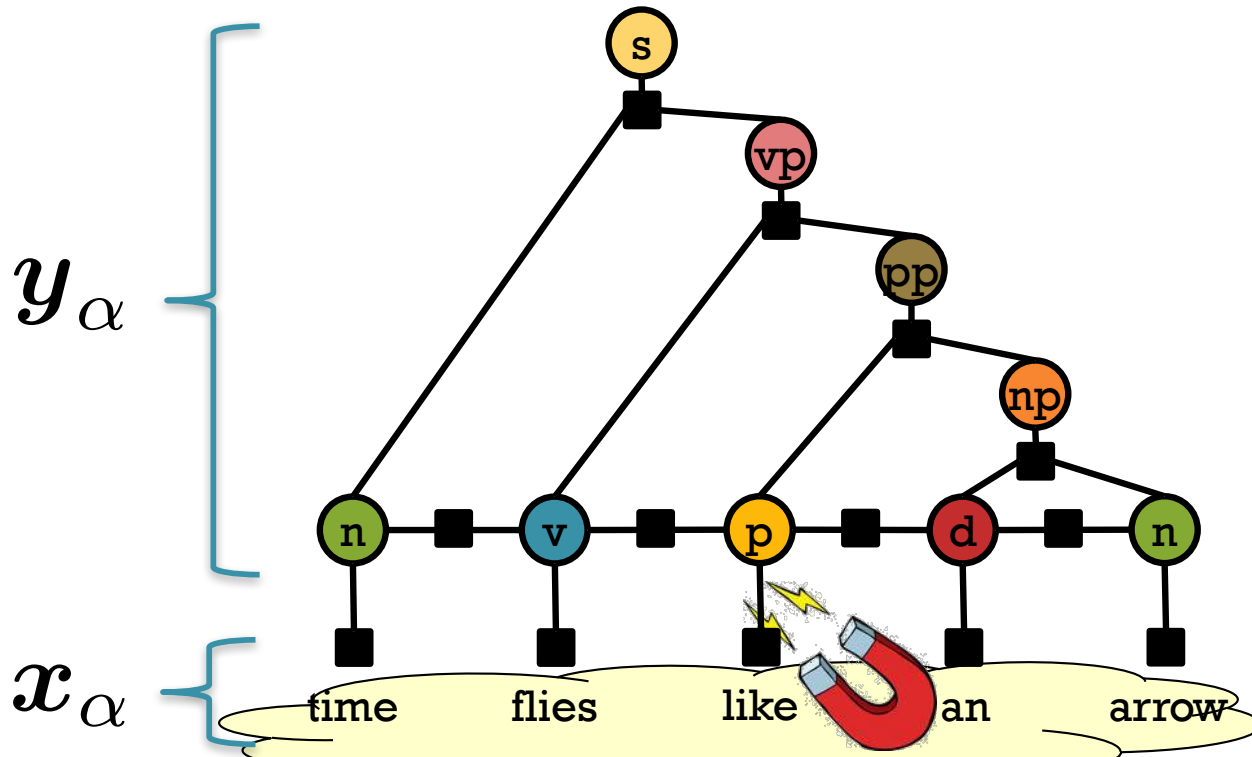 s
vp
pp
np
y_α
n v p d n
x_α
time flies like an arrow